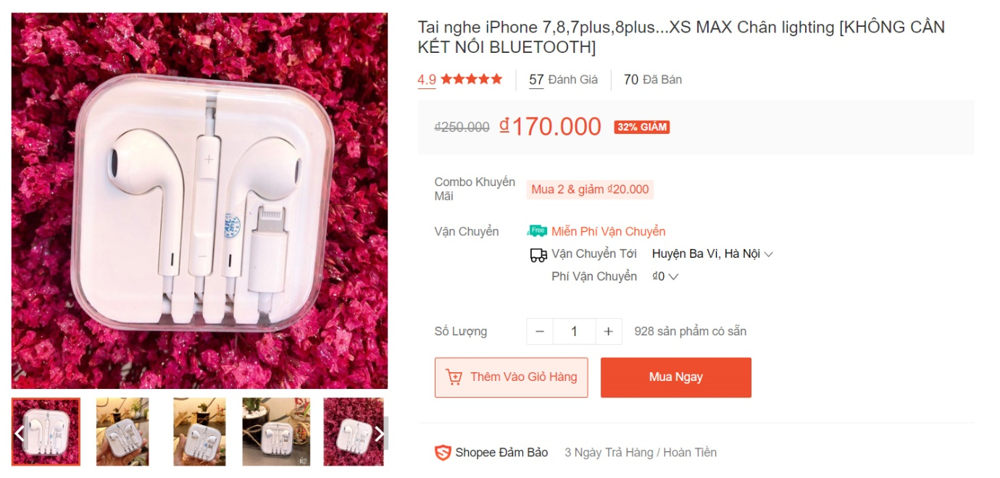 Tai nghe iPhone 7,8,7plus,8plus...XS MAX Chân lighting [KHÔNG CẦN
KẾT NỐI BLUETOOTH]
4.9
57 Đánh Giá
70 Đã Bán
₫250.000 ₫170.000 32% GIẢM
Combo Khuyến
Mãi
Mua 2 & giảm ₫20.000
Vận Chuyển
Free Miễn Phí Vận Chuyển
Vận Chuyển Tới Huyện Ba Vì, Hà Nội
Phí Vận Chuyển ₫0
Số Lượng − 1 + 928 sản phẩm có sẵn
Thêm Vào Giỏ Hàng Mua Ngay
Shopee Đảm Bảo 3 Ngày Trả Hàng / Hoàn Tiền